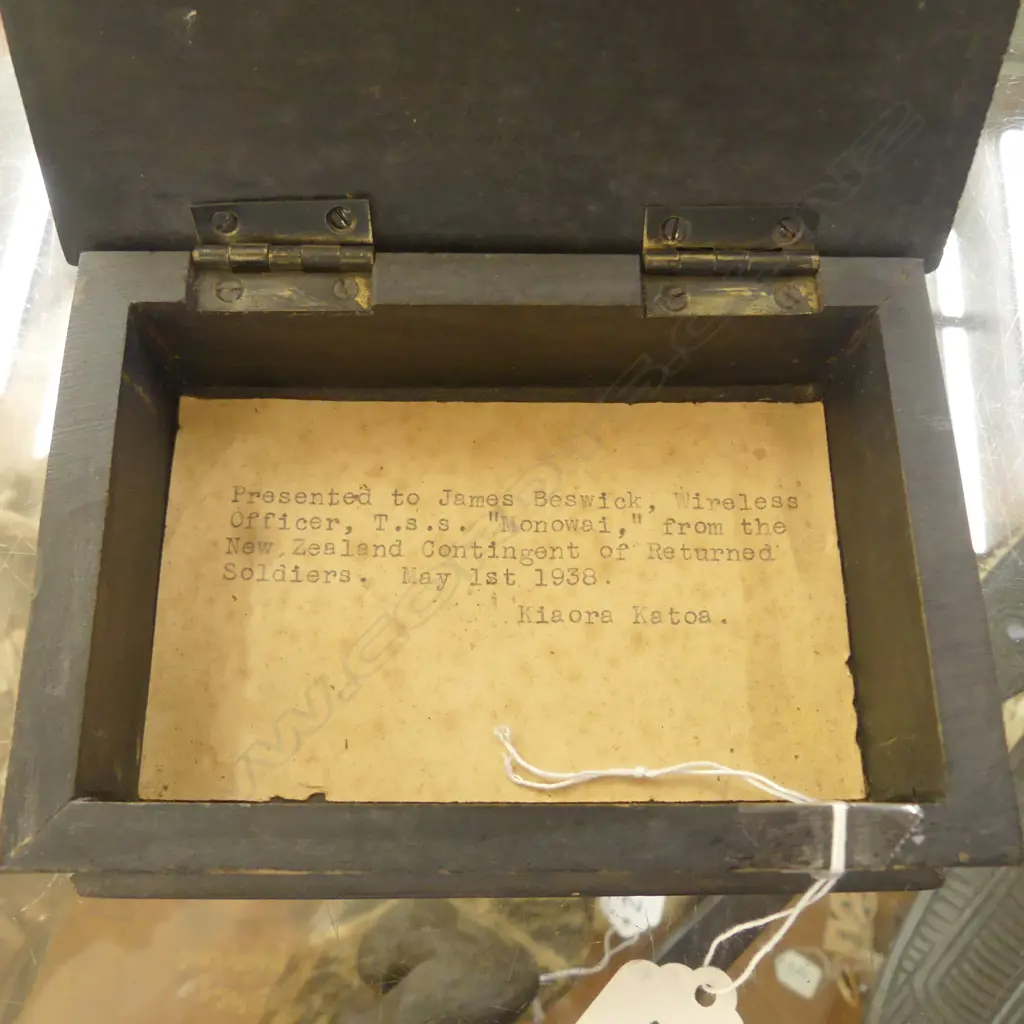 Presented to James Beswick, Wireless
Officer, T.s.s. "Monowai," from the
New Zealand Contingent of Returned
Soldiers. May 1st 1938.
Kiaora Katoa.